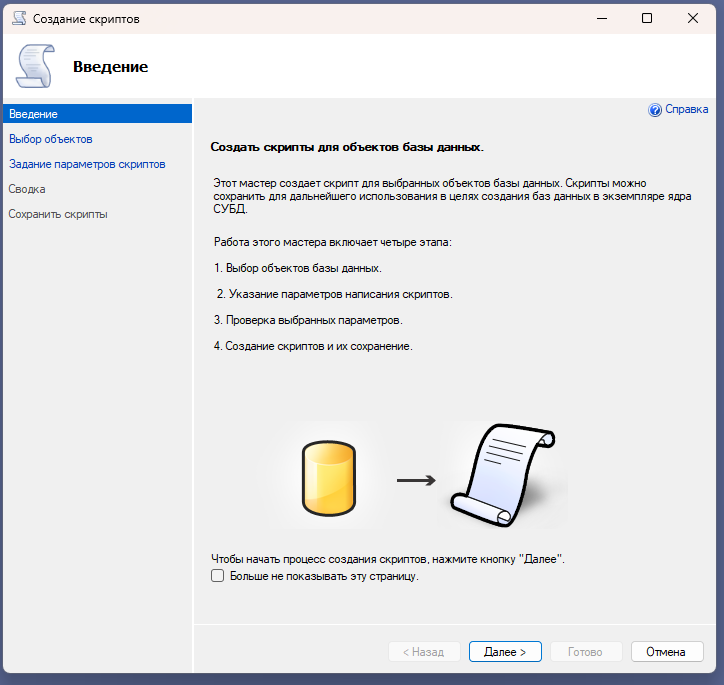 Создание скриптов
Введение
Введение
Выбор объектов
Задание параметров скриптов
Сводка
Сохранить скрипты
Справка
Создать скрипты для объектов базы данных.
Этот мастер создает скрипт для выбранных объектов базы данных. Скрипты можно
сохранить для дальнейшего использования в целях создания баз данных в экземпляре ядра
СУБД.
Работа этого мастера включает четыре этапа:
1. Выбор объектов базы данных.
2. Указание параметров написания скриптов.
3. Проверка выбранных параметров.
4. Создание скриптов и их сохранение.
Чтобы начать процесс создания скриптов, нажмите кнопку "Далее".
Больше не показывать эту страницу.
< Назад
Далее >
Готово
Отмена